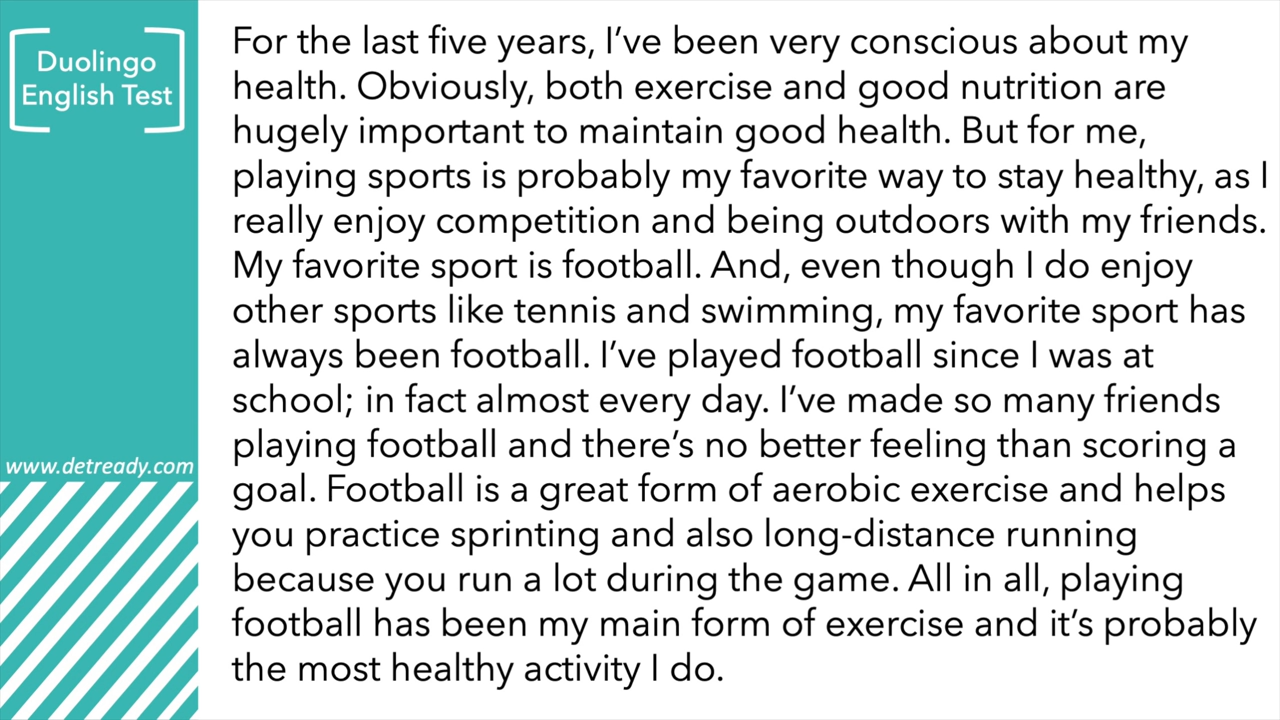 Duolingo
English Test
www.detready.com
For the last five years, I've been very conscious about my
health. Obviously, both exercise and good nutrition are
hugely important to maintain good health. But for me,
playing sports is probably my favorite way to stay healthy, as I
really enjoy competition and being outdoors with my friends.
My favorite sport is football. And, even though I do enjoy
other sports like tennis and swimming, my favorite sport has
always been football. I've played football since I was at
school; in fact almost every day. I've made so many friends
playing football and there's no better feeling than scoring a
goal. Football is a great form of aerobic exercise and helps
you practice sprinting and also long-distance running
because you run a lot during the game. All in all, playing
football has been my main form of exercise and it's probably
the most healthy activity I do.